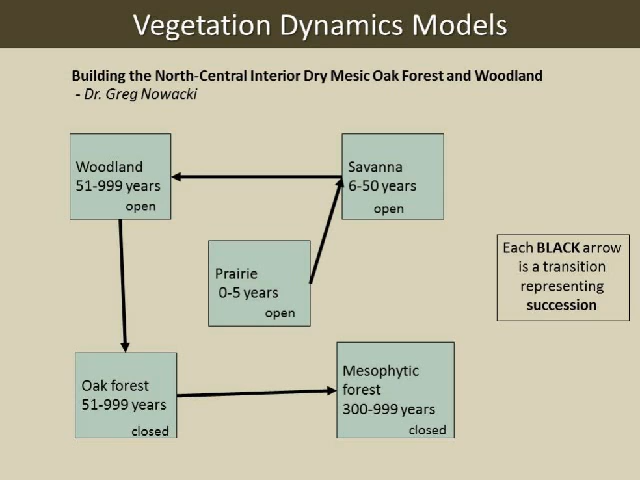 Vegetation Dynamics Models
Building the North-Central Interior Dry Mesic Oak Forest and Woodland
- Dr. Greg Nowacki
Woodland
51-999 years
open
Savanna
6-50 years
open
Prairie
0-5 years
open
Each BLACK arrow
is a transition
representing
succession
Oak forest
51-999 years
closed
Mesophytic
forest
300-999 years
closed